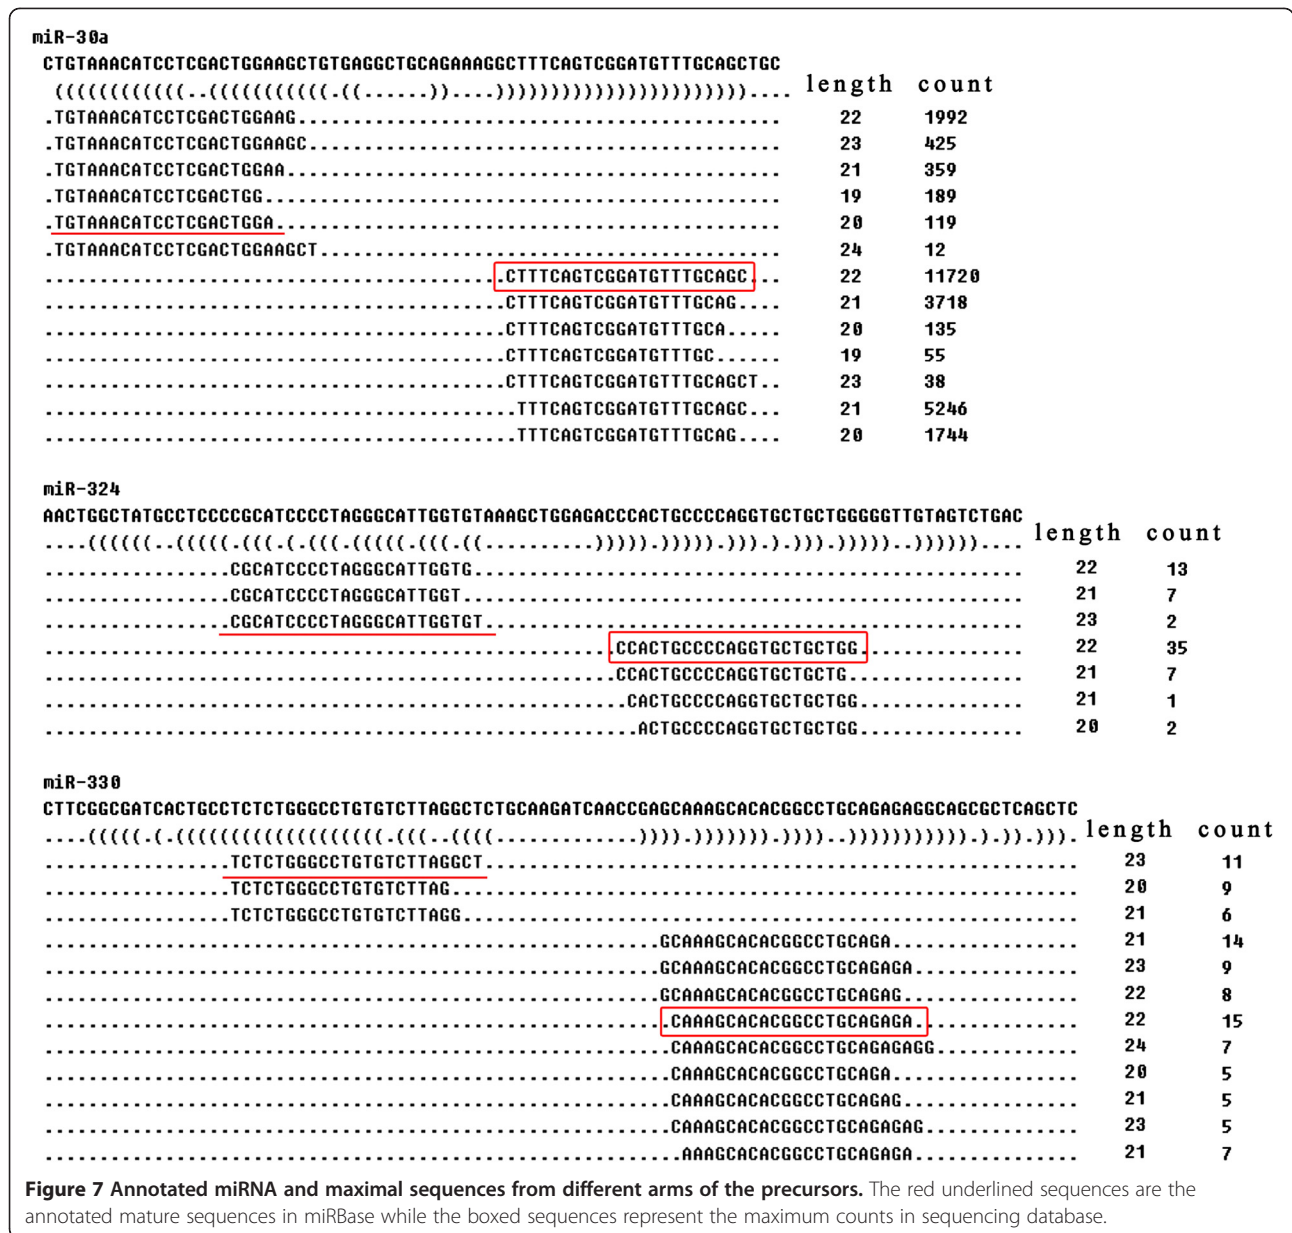 miR-30a
CTGTAAACATCCTCGACTGGAAGCTGTGAGGCTGCAGAAAGGCTTTCAGTCGGATGTTTGCAGCTGC
((((((((((((..(((((((((((.((......))....))))))))))))))))))))))).... length count
.TGTAAACATCCTCGACTGGAAG............................................ 22 1992
.TGTAAACATCCTCGACTGGAAGC........................................... 23 425
.TGTAAACATCCTCGACTGGAA............................................. 21 359
.TGTAAACATCCTCGACTGG............................................... 19 189
.TGTAAACATCCTCGACTGGA.............................................. 20 119
.TGTAAACATCCTCGACTGGAAGCT.......................................... 24 12
..........................................CTTTCAGTCGGATGTTTGCAGC... 22 11720
..........................................CTTTCAGTCGGATGTTTGCAG.... 21 3718
..........................................CTTTCAGTCGGATGTTTGCA..... 20 135
..........................................CTTTCAGTCGGATGTTTGC...... 19 55
..........................................CTTTCAGTCGGATGTTTGCAGCT.. 23 38
...........................................TTTCAGTCGGATGTTTGCAGC... 21 5246
...........................................TTTCAGTCGGATGTTTGCAG.... 20 1744
miR-324
AACTGGCTATGCCTCCCCGCATCCCCTAGGGCATTGGTGTAAAGCTGGAGACCCACTGCCCCAGGTGCTGCTGGGGGTTGTAGTCTGAC
....((((((..(((((.(((.(.(((.(((((.(((.((..........))))).))))).))).).))).)))))..)))))).... length count
.................CGCATCCCCTAGGGCATTGGTG.................................................. 22 13
.................CGCATCCCCTAGGGCATTGGT................................................... 21 7
.................CGCATCCCCTAGGGCATTGGTGT................................................. 23 2
....................................................CCACTGCCCCAGGTGCTGCTGG............... 22 35
....................................................CCACTGCCCCAGGTGCTGCTG................ 21 7
.....................................................CACTGCCCCAGGTGCTGCTGG............... 21 1
......................................................ACTGCCCCAGGTGCTGCTGG............... 20 2
miR-330
CTTCGGCGATCACTGCCTCTCTGGGCCTGTGTCTTAGGCTCTGCAAGATCAACCGAGCAAAGCACACGGCCTGCAGAGAGGCAGCGCTCAGCTC
....(((((.(.(((((((((((((((((((.(((..((((.............)))).))))))).))))..))))))))))).).)).))). length count
.................TCTCTGGGCCTGTGTCTTAGGCT...................................................... 23 11
.................TCTCTGGGCCTGTGTCTTAG......................................................... 20 9
.................TCTCTGGGCCTGTGTCTTAGG........................................................ 21 6
........................................................GCAAAGCACACGGCCTGCAGA................. 21 14
........................................................GCAAAGCACACGGCCTGCAGAGA............... 23 9
........................................................GCAAAGCACACGGCCTGCAGAG................ 22 8
.........................................................CAAAGCACACGGCCTGCAGAGA............... 22 15
.........................................................CAAAGCACACGGCCTGCAGAGAGG............. 24 7
.........................................................CAAAGCACACGGCCTGCAGA................. 20 5
.........................................................CAAAGCACACGGCCTGCAGAG................ 21 5
.........................................................CAAAGCACACGGCCTGCAGAGAG.............. 23 5
..........................................................AAAGCACACGGCCTGCAGAGA............... 21 7
Figure 7 Annotated miRNA and maximal sequences from different arms of the precursors. The red underlined sequences are the
annotated mature sequences in miRBase while the boxed sequences represent the maximum counts in sequencing database.